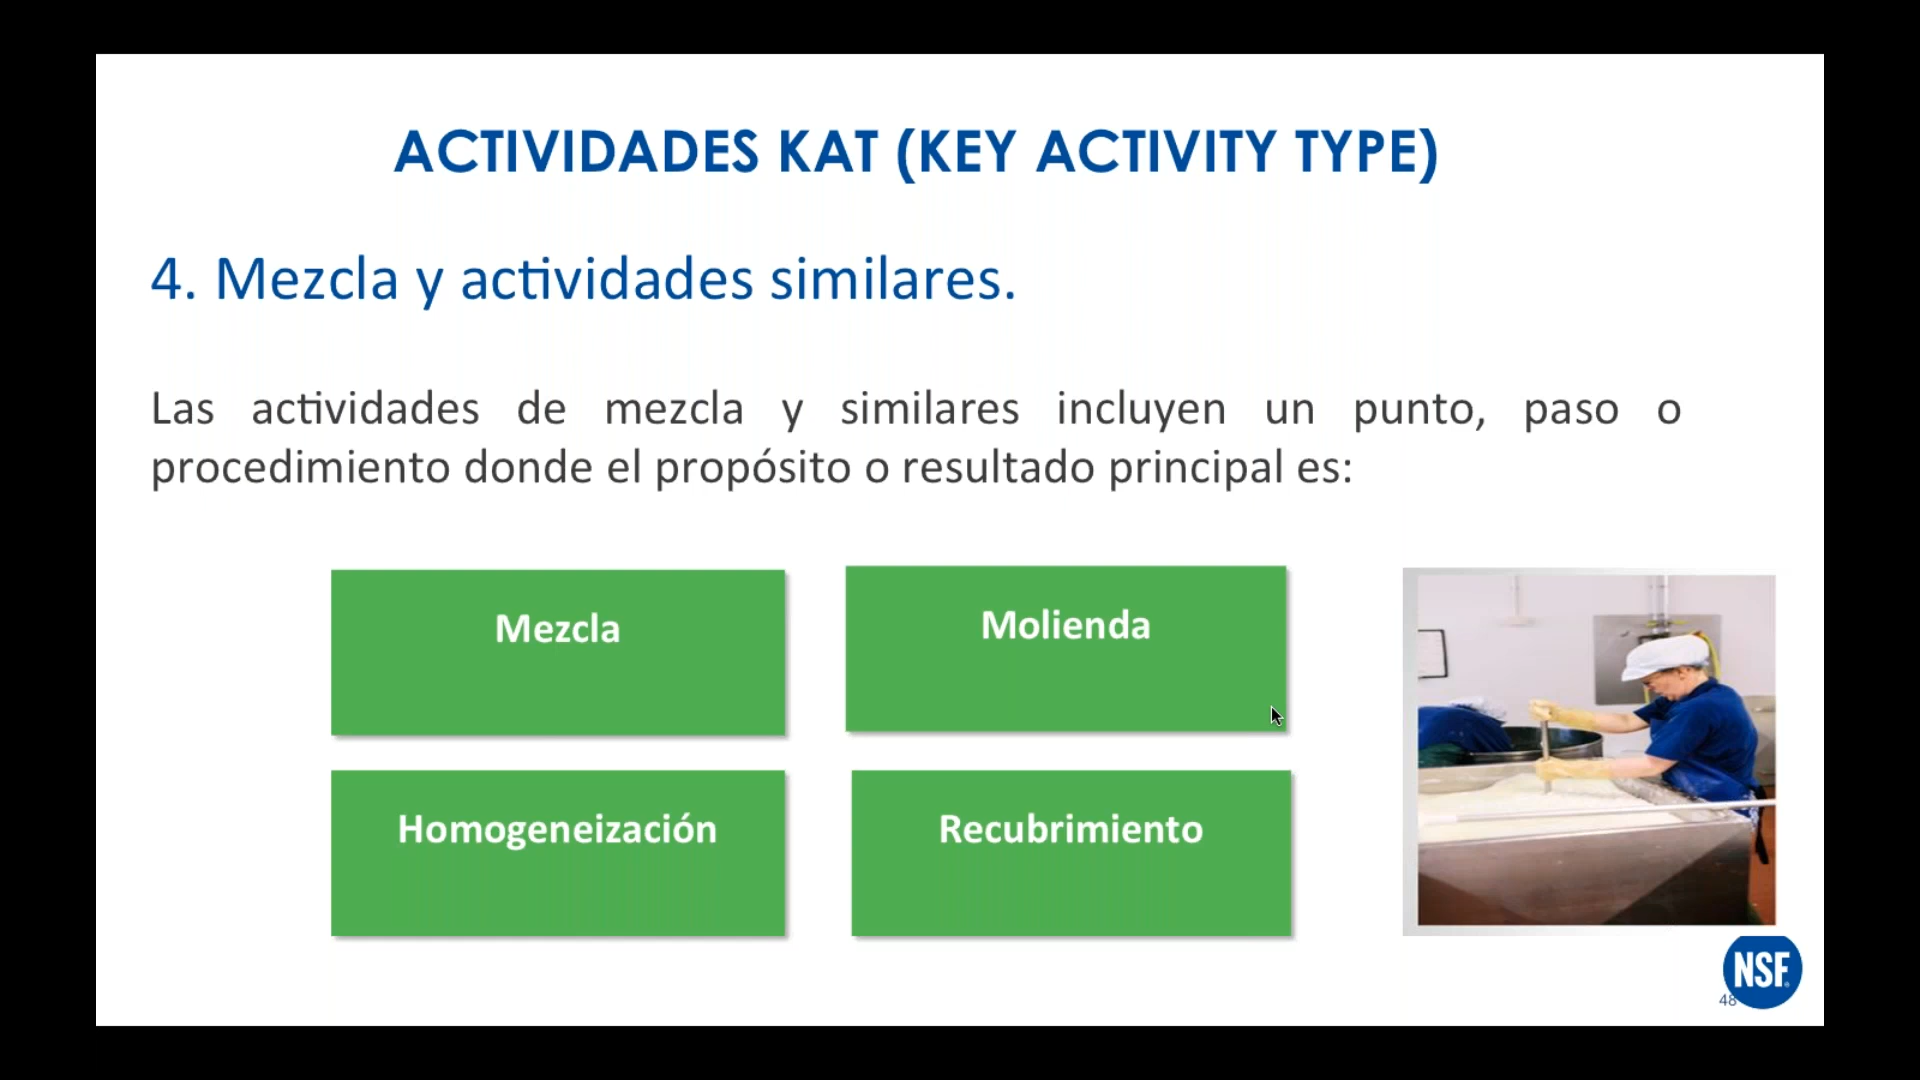 ACTIVIDADES KAT (KEY ACTIVITY TYPE)
4. Mezcla y actividades similares.
Las actividades de mezcla y similares incluyen un punto, paso o
procedimiento donde el propósito o resultado principal es:
Mezcla
Molienda
Homogeneización
Recubrimiento
NSF
48